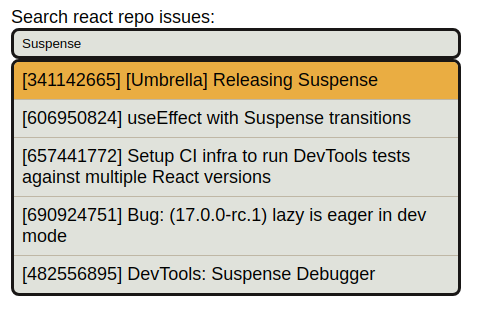 Search react repo issues:
Suspense
[341142665] [Umbrella] Releasing Suspense
[606950824] useEffect with Suspense transitions
[657441772] Setup CI infra to run DevTools tests
against multiple React versions
[690924751] Bug: (17.0.0-rc.1) lazy is eager in dev
mode
[482556895] DevTools: Suspense Debugger